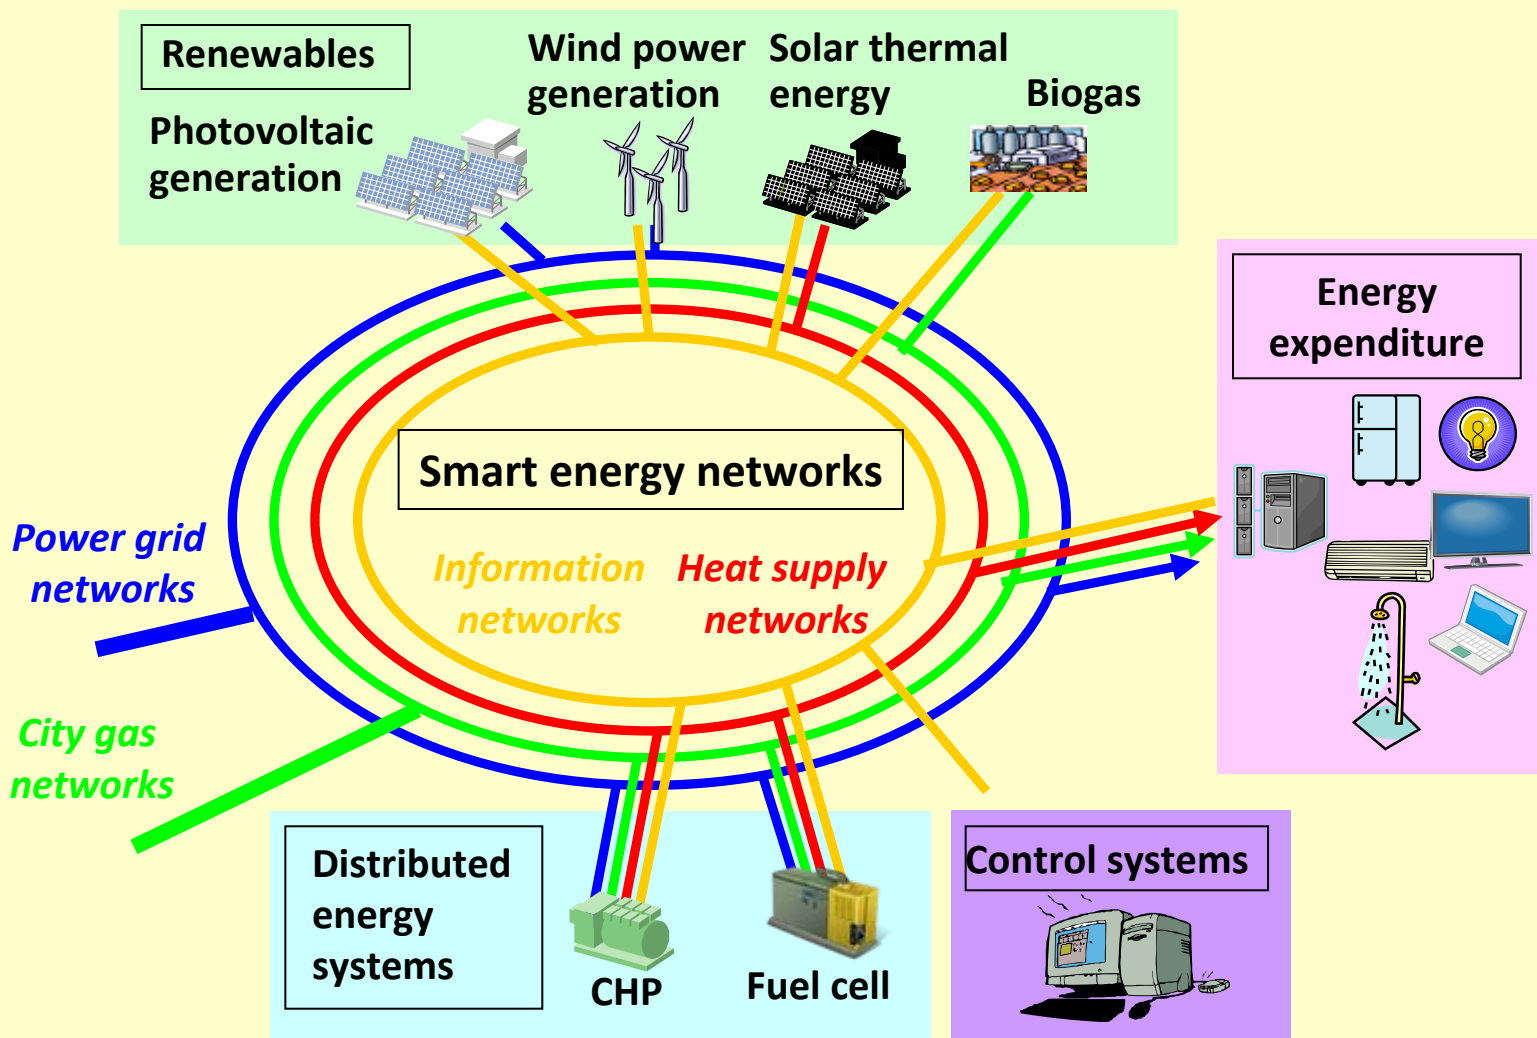 Renewables
Wind power
generation
Solar thermal
energy
Biogas
Photovoltaic
generation
Energy
expenditure
Smart energy networks
Power grid
networks
Information
networks
Heat supply
networks
City gas
networks
Distributed
energy
systems
CHP
Fuel cell
Control systems